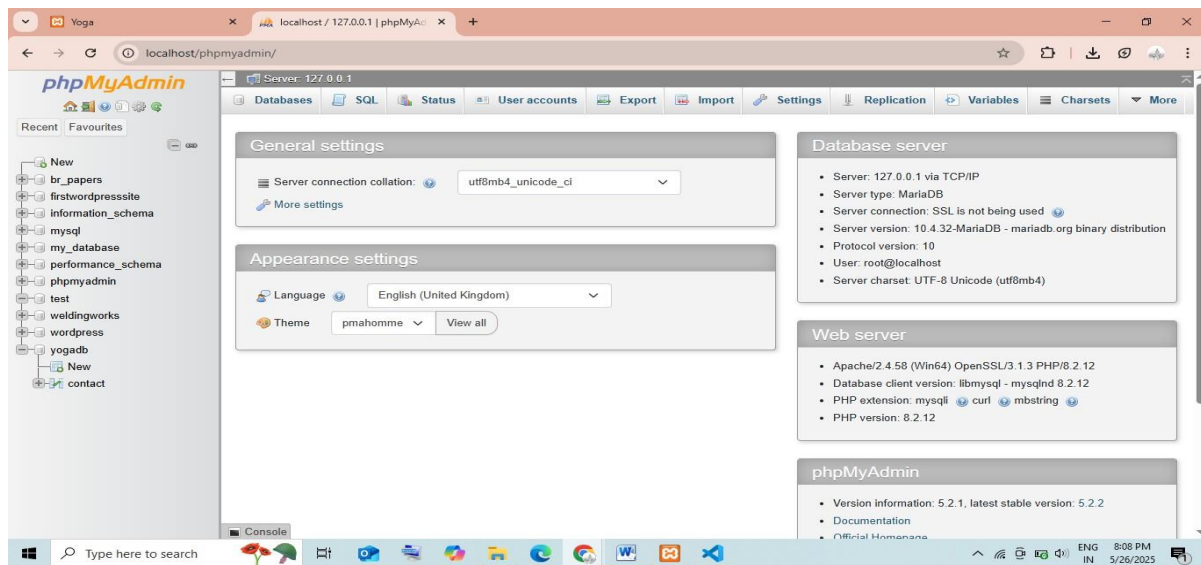 Yoga
localhost / 127.0.0.1 | phpMyAd
localhost/phpmyadmin/
phpMyAdmin
Recent Favourites
New
br_papers
firstwordpresssite
information_schema
mysql
my_database
performance_schema
phpmyadmin
test
weldingworks
wordpress
yogadb
New
contact
Server: 127.0.0.1
Databases SQL Status User accounts Export Import Settings Replication Variables Charsets More
General settings
Server connection collation: utf8mb4_unicode_ci
More settings
Appearance settings
Language English (United Kingdom)
Theme pmahomme View all
Database server
Server: 127.0.0.1 via TCP/IP
Server type: MariaDB
Server connection: SSL is not being used
Server version: 10.4.32-MariaDB - mariadb.org binary distribution
Protocol version: 10
User: root@localhost
Server charset: UTF-8 Unicode (utf8mb4)
Web server
Apache/2.4.58 (Win64) OpenSSL/3.1.3 PHP/8.2.12
Database client version: libmysql - mysqlnd 8.2.12
PHP extension: mysqli curl mbstring
PHP version: 8.2.12
phpMyAdmin
Version information: 5.2.1, latest stable version: 5.2.2
Documentation
Official Homepage
Console
Type here to search
ENG
IN
8:08 PM
5/26/2025